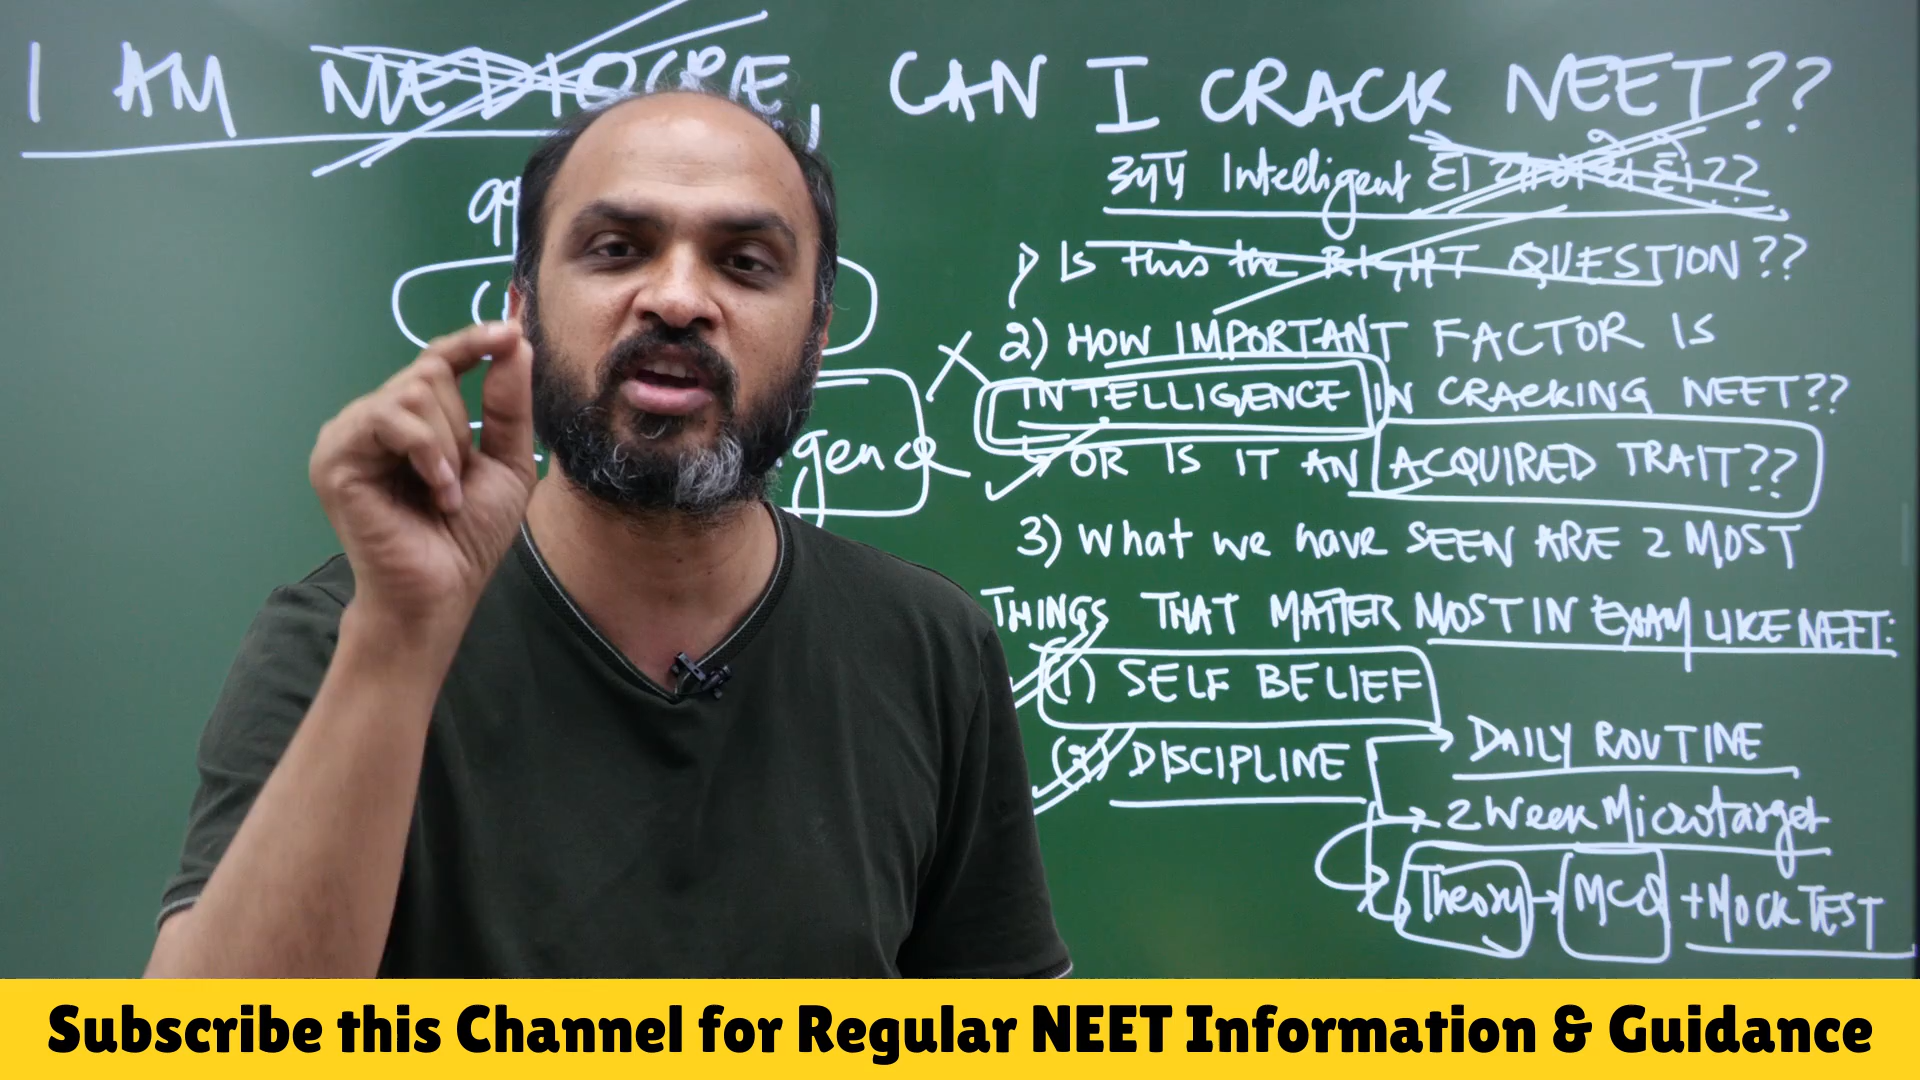 I AM MEDIOCRE, CAN I CRACK NEET??
आप Intelligent हो या नहीं हो??
1) Is this the RIGHT QUESTION??
2) HOW IMPORTANT FACTOR IS
INTELLIGENCE IN CRACKING NEET??
OR IS IT AN ACQUIRED TRAIT??
3) What we have SEEN ARE 2 MOST
THINGS THAT MATTER MOST IN EXAM LIKE NEET:
(1) SELF BELIEF
(2) DISCIPLINE
DAILY ROUTINE
2 Week Microtarget
Theory → MCQ + MOCK TEST
Subscribe this Channel for Regular NEET Information & Guidance